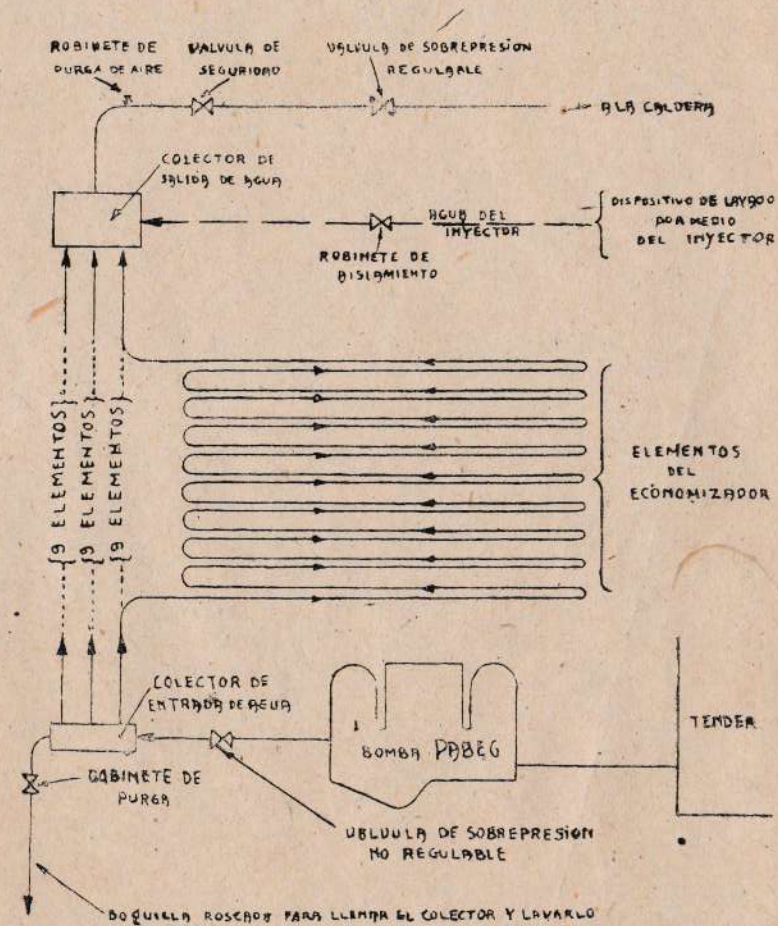 ROBINETE DE
PURGA DE AIRE
VALVULA DE
SEGURIDAD
VALVULA DE SOBREPRESION
REGULABLE
A LA CALDERA
COLECTOR DE
SALIDA DE AGUA
AGUA DEL
INYECTOR
ROBINETE DE
AISLAMIENTO
DISPOSITIVO DE LAVADO
POR MEDIO
DEL INYECTOR
9 ELEMENTOS
9 ELEMENTOS
9 ELEMENTOS
ELEMENTOS
DEL
ECONOMIZADOR
COLECTOR DE
ENTRADA DE AGUA
BOMBA DABEG
TENDER
GABINETE DE
PURGA
VALVULA DE SOBREPRESION
NO REGULABLE
BOQUILLA ROSCADA PARA LLENAR EL COLECTOR Y LAVARLO